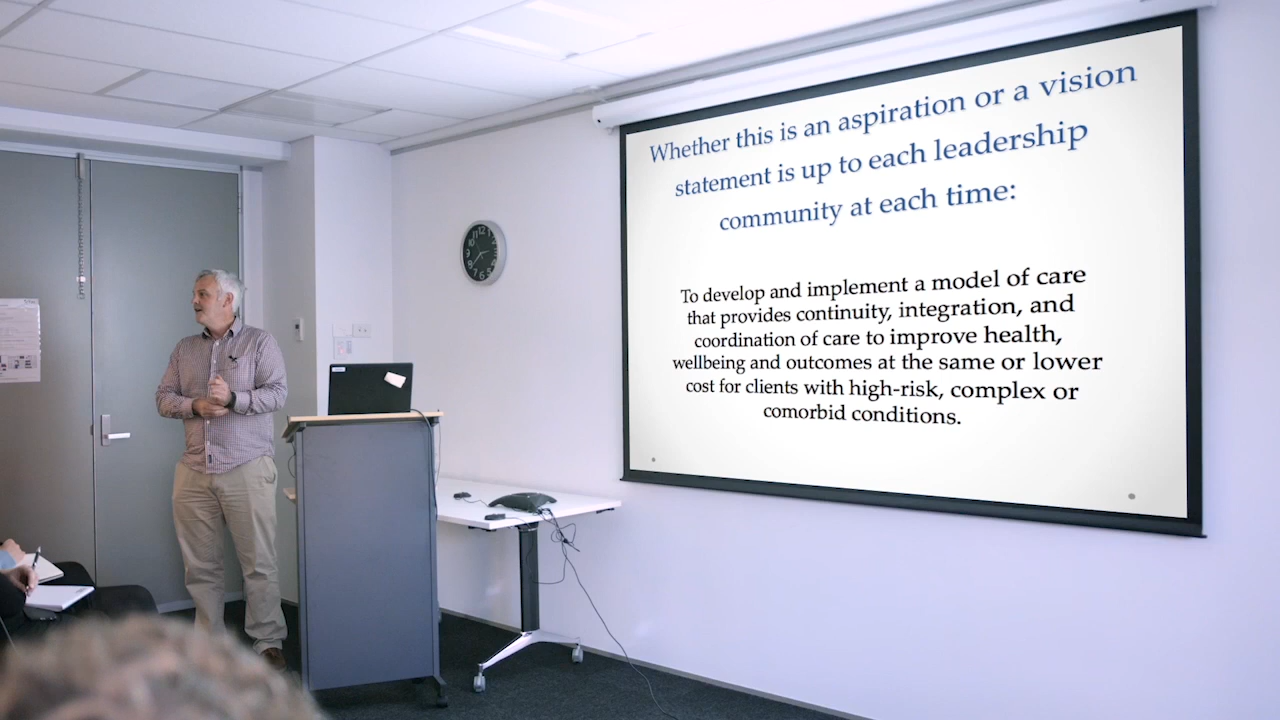 Whether this is an aspiration or a vision
statement is up to each leadership
community at each time:
To develop and implement a model of care
that provides continuity, integration, and
coordination of care to improve health,
wellbeing and outcomes at the same or lower
cost for clients with high-risk, complex or
comorbid conditions.